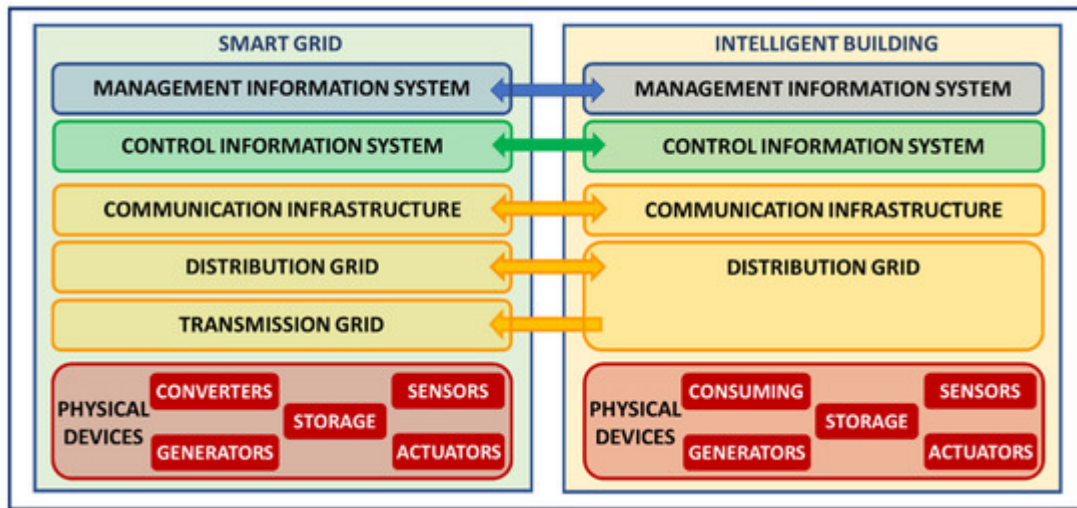 SMART GRID
MANAGEMENT INFORMATION SYSTEM
CONTROL INFORMATION SYSTEM
COMMUNICATION INFRASTRUCTURE
DISTRIBUTION GRID
TRANSMISSION GRID
PHYSICAL
DEVICES
CONVERTERS
SENSORS
STORAGE
GENERATORS
ACTUATORS
INTELLIGENT BUILDING
MANAGEMENT INFORMATION SYSTEM
CONTROL INFORMATION SYSTEM
COMMUNICATION INFRASTRUCTURE
DISTRIBUTION GRID
PHYSICAL
DEVICES
CONSUMING
SENSORS
STORAGE
GENERATORS
ACTUATORS